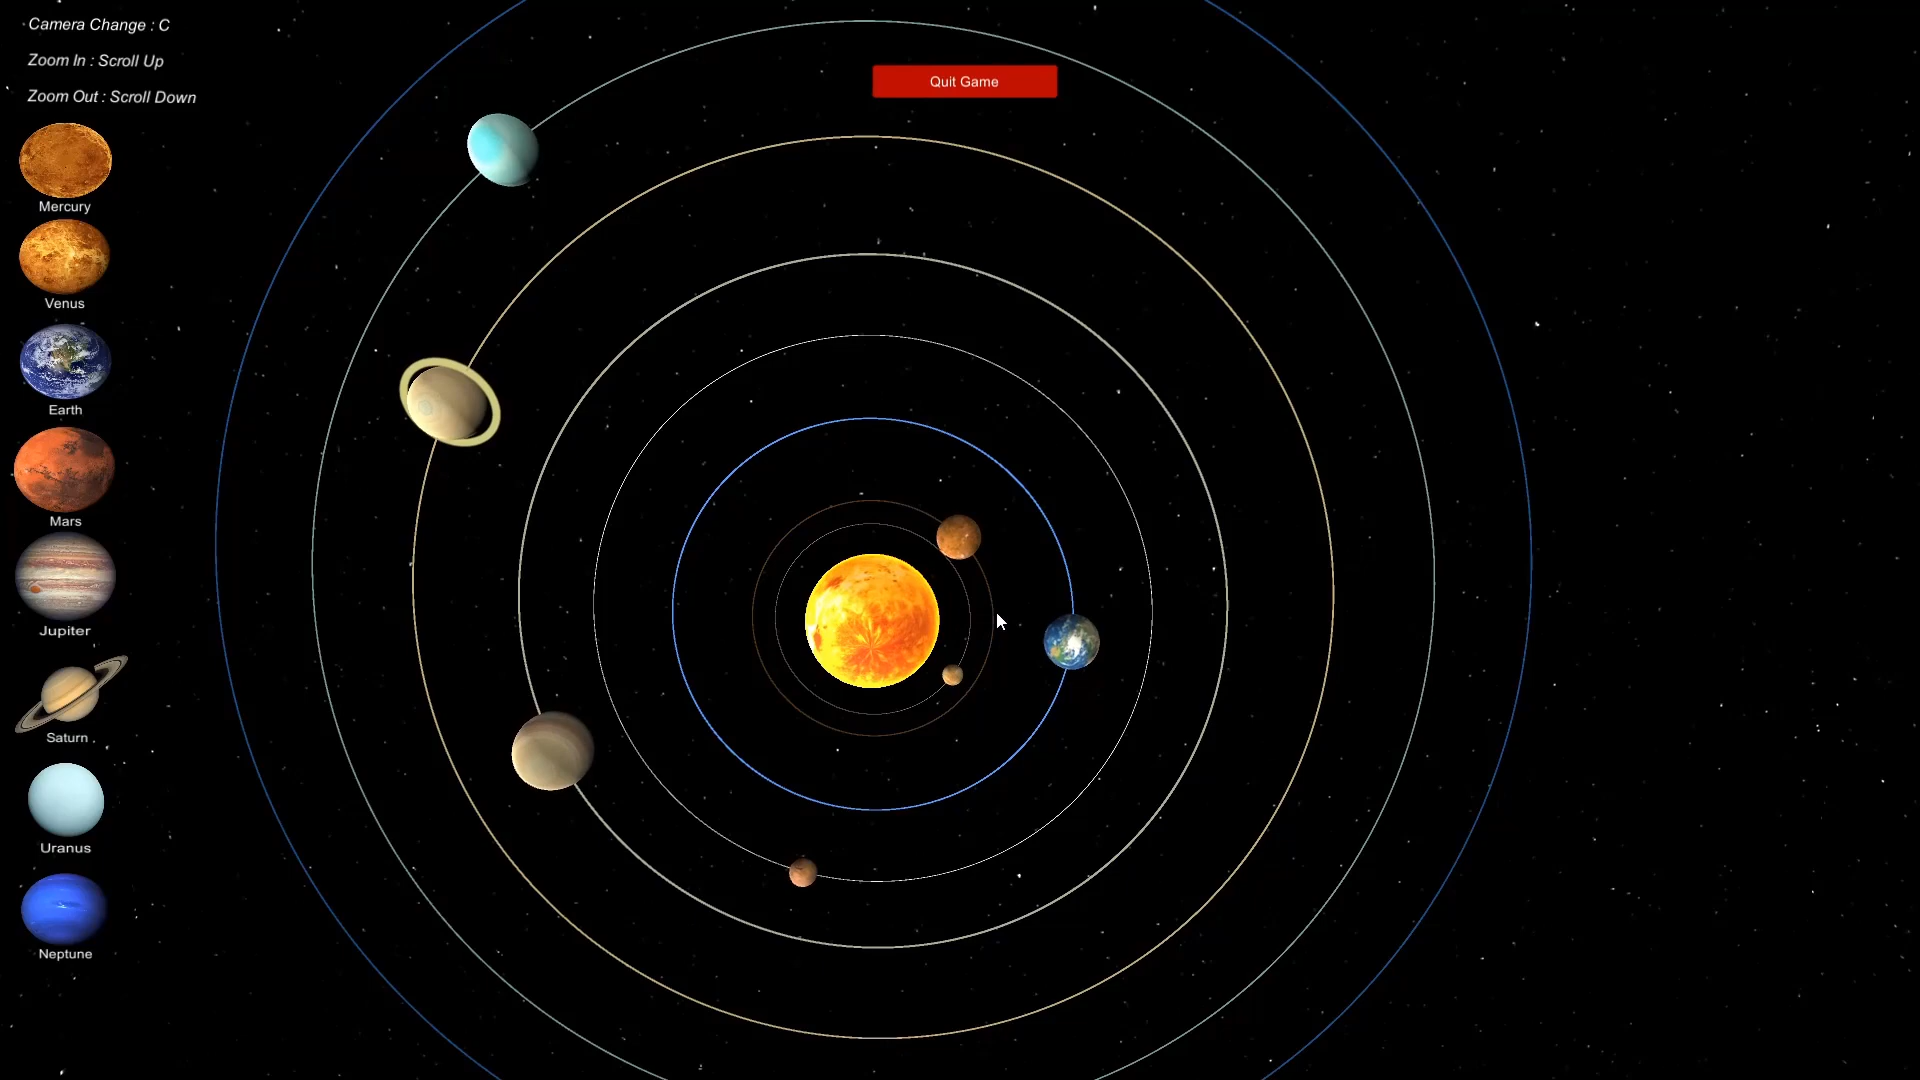 Camera Change : C
Zoom In : Scroll Up
Zoom Out : Scroll Down
Quit Game
Mercury
Venus
Earth
Mars
Jupiter
Saturn
Uranus
Neptune